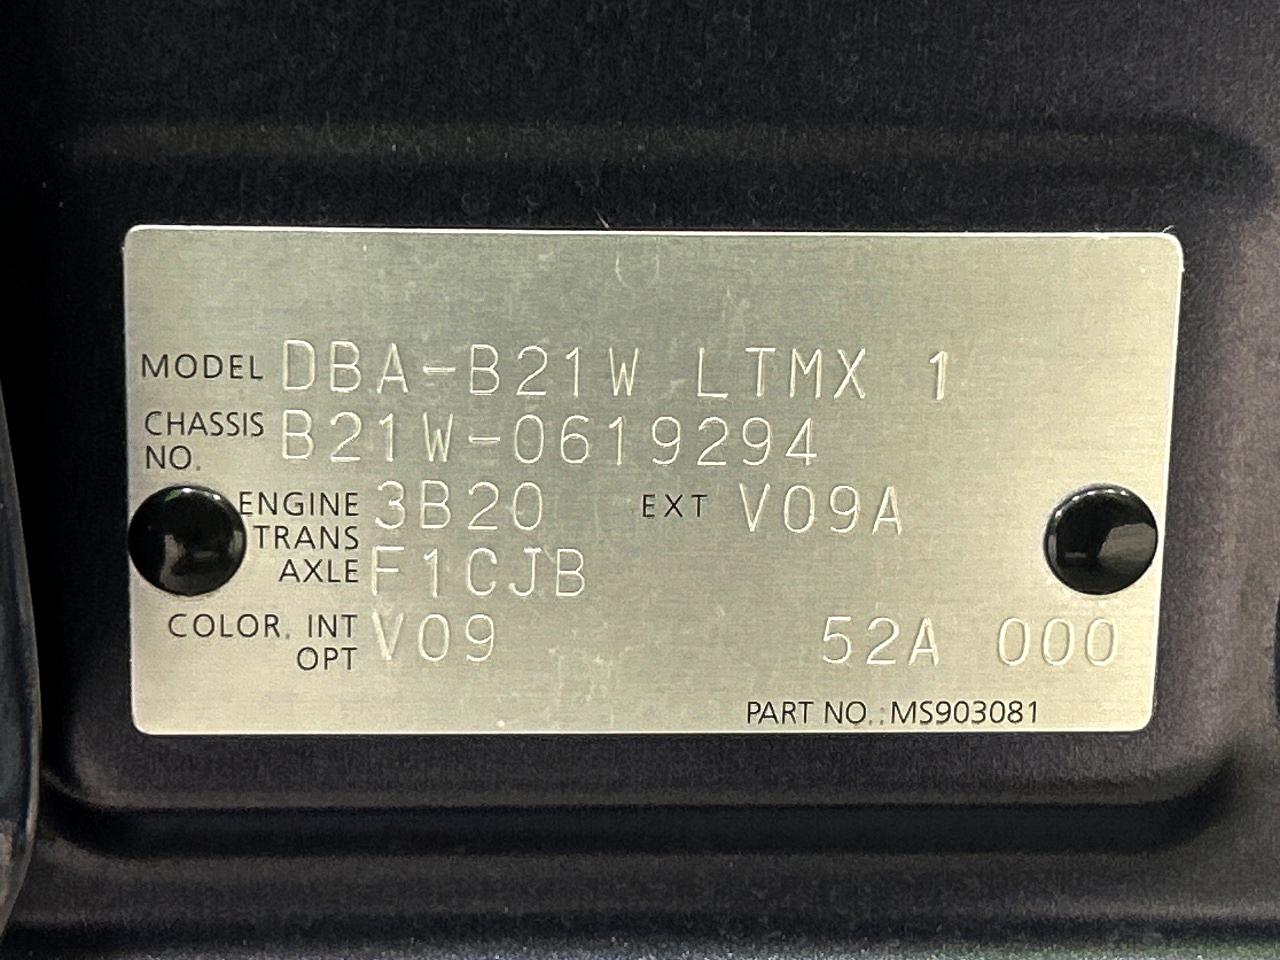 MODEL DBA-B21W LTMX 1
CHASSIS NO. B21W-0619294
ENGINE 3B20 EXT V09A
TRANS AXLE F1CJB
COLOR. INT OPT V09 52A 000
PART NO.:MS903081